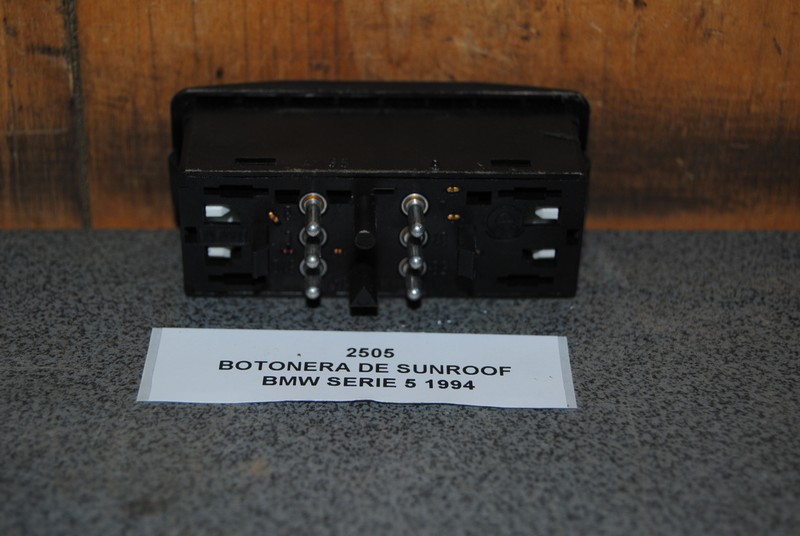 2505
BOTONERA DE SUNROOF
BMW SERIE 5 1994